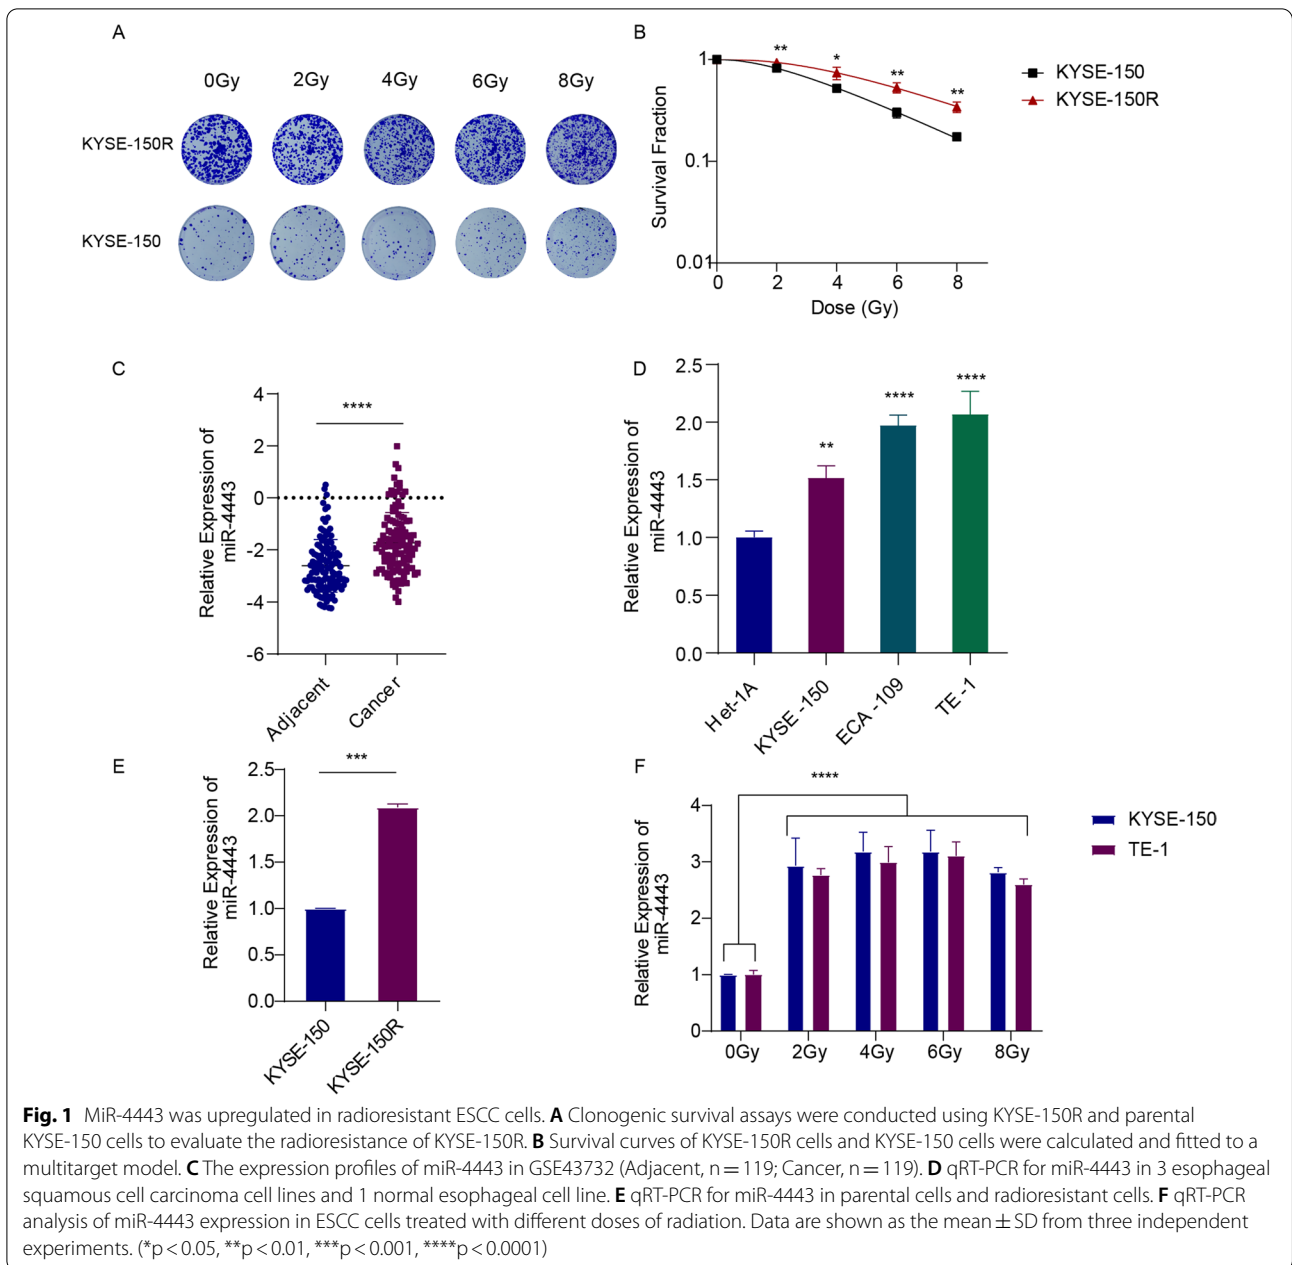 A
0Gy 2Gy 4Gy 6Gy 8Gy
KYSE-150R
KYSE-150
B
Survival Fraction
1
0.1
0.01
** * ** **
0 2 4 6 8
Dose (Gy)
KYSE-150
KYSE-150R
C
Relative Expression of
miR-4443
4
2
0
-2
-4
-6
****
Adjacent Cancer
D
Relative Expression of
miR-4443
2.5
2.0
1.5
1.0
0.5
0.0
** **** ****
Het-1A KYSE-150 ECA-109 TE-1
E
Relative Expression of
miR-4443
2.5
2.0
1.5
1.0
0.5
0.0
***
KYSE-150 KYSE-150R
F
Relative Expression of
miR-4443
4
3
2
1
0
****
0Gy 2Gy 4Gy 6Gy 8Gy
KYSE-150
TE-1
Fig. 1 MiR-4443 was upregulated in radioresistant ESCC cells. A Clonogenic survival assays were conducted using KYSE-150R and parental
KYSE-150 cells to evaluate the radioresistance of KYSE-150R. B Survival curves of KYSE-150R cells and KYSE-150 cells were calculated and fitted to a
multitarget model. C The expression profiles of miR-4443 in GSE43732 (Adjacent, n = 119; Cancer, n = 119). D qRT-PCR for miR-4443 in 3 esophageal
squamous cell carcinoma cell lines and 1 normal esophageal cell line. E qRT-PCR for miR-4443 in parental cells and radioresistant cells. F qRT-PCR
analysis of miR-4443 expression in ESCC cells treated with different doses of radiation. Data are shown as the mean ± SD from three independent
experiments. (*p < 0.05, **p < 0.01, ***p < 0.001, ****p < 0.0001)